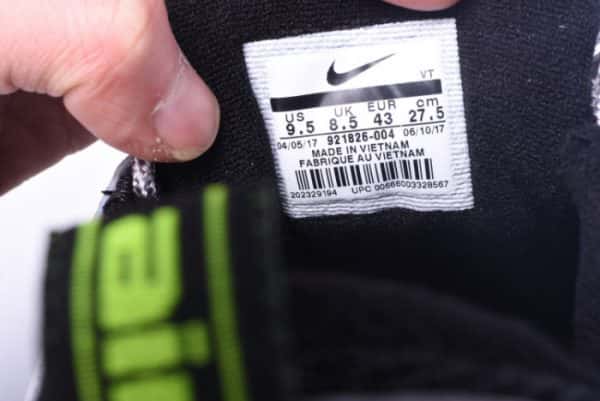 VT
US UK EUR cm
9.5 8.5 43 27.5
04/05/17 921826-004 06/10/17
MADE IN VIETNAM
FABRIQUE AU VIETNAM
202329194 UPC 00666003328567
air